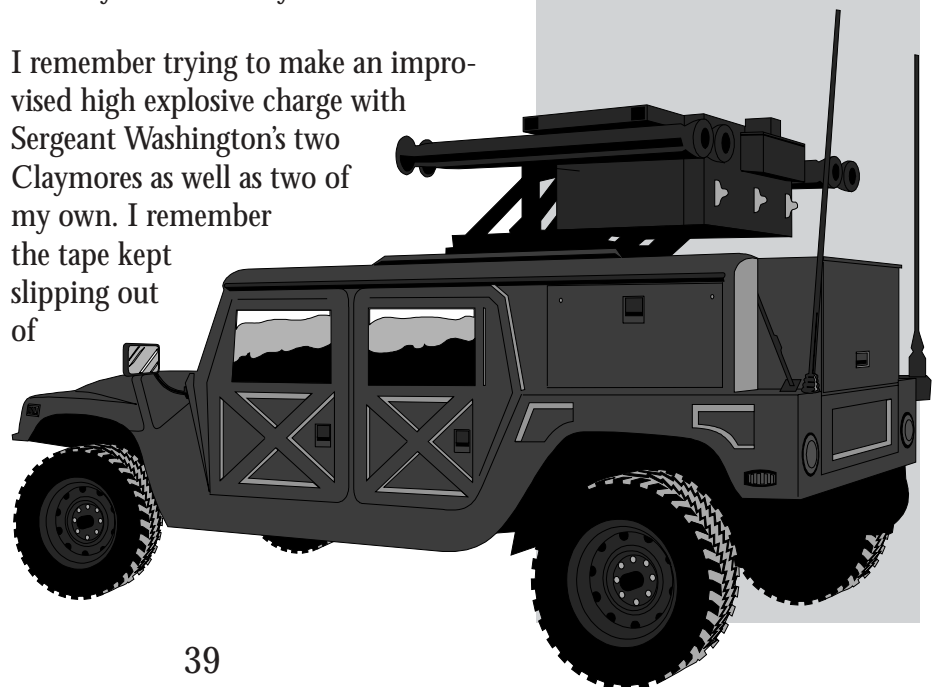 I remember trying to make an impro-
vised high explosive charge with
Sergeant Washington's two
Claymores as well as two of
my own. I remember
the tape kept
slipping out
of
39